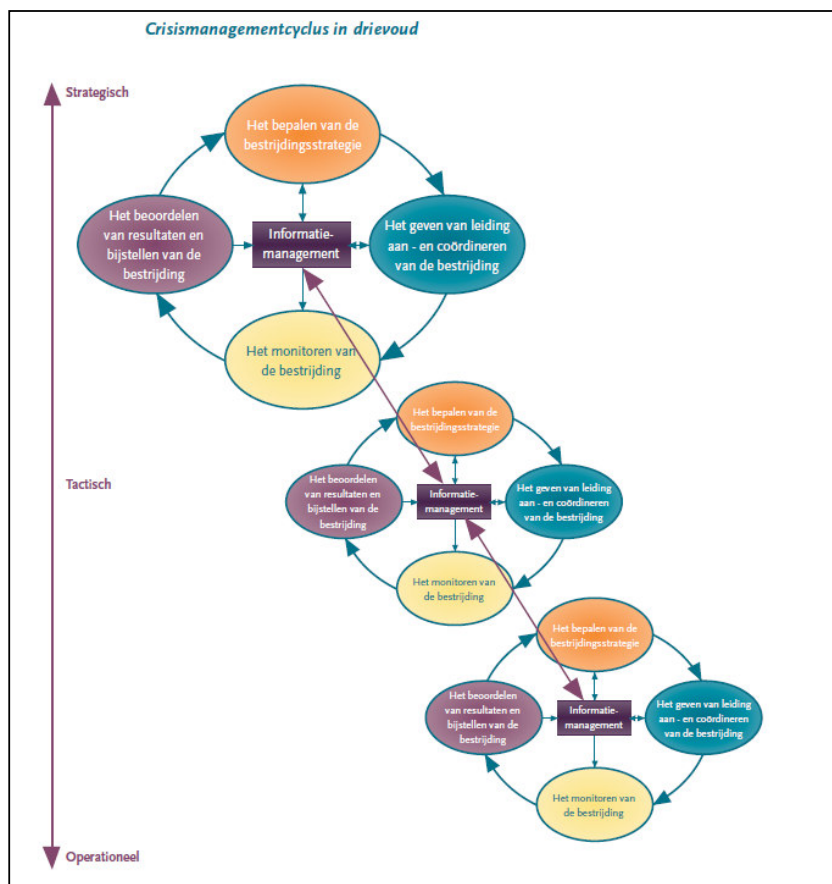 Crisismanagementcyclus in drievoud
Strategisch
Het bepalen van de
bestrijdingsstrategie
Het beoordelen
van resultaten en
bijstellen van de
bestrijding
Informatie-
management
Het geven van leiding
aan - en coördineren
van de bestrijding
Het monitoren van
de bestrijding
Tactisch
Het bepalen van de
bestrijdingsstrategie
Het beoordelen
van resultaten en
bijstellen van de
bestrijding
Informatie-
management
Het geven van leiding
aan - en coördineren
van de bestrijding
Het monitoren van
de bestrijding
Het bepalen van de
bestrijdingsstrategie
Het beoordelen
van resultaten en
bijstellen van de
bestrijding
Informatie-
management
Het geven van leiding
aan - en coördineren
van de bestrijding
Het monitoren van
de bestrijding
Operationeel